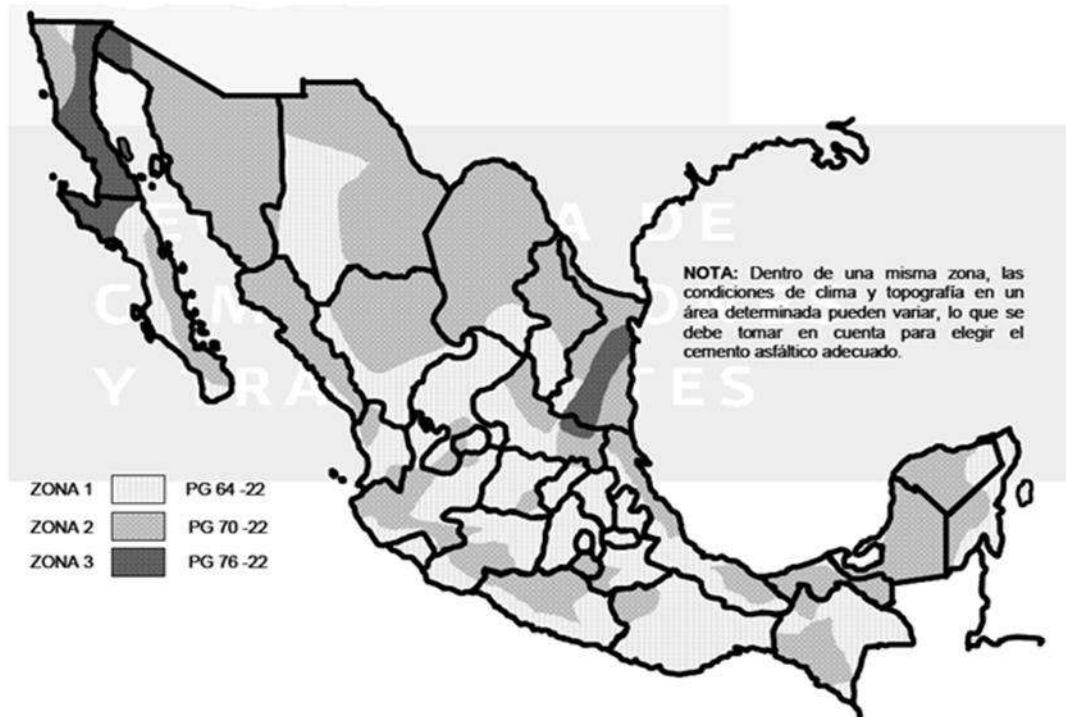 NOTA: Dentro de una misma zona, las
condiciones de clima y topografía en un
área determinada pueden variar, lo que se
debe tomar en cuenta para elegir el
cemento asfáltico adecuado.
ZONA 1 PG 64 -22
ZONA 2 PG 70 -22
ZONA 3 PG 76 -22